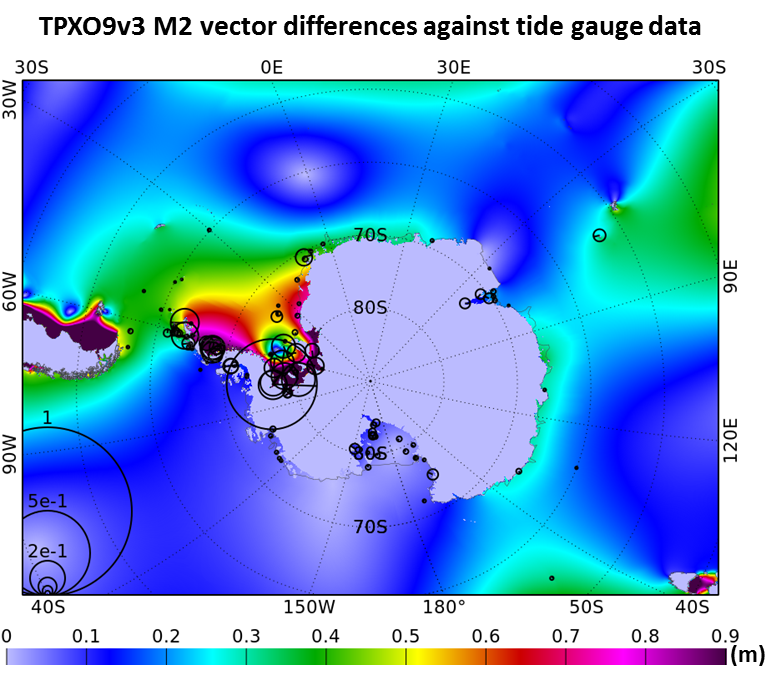 TPXO9v3 M2 vector differences against tide gauge data
30S 0E 30E 30S
30W
70S
90E
60W
80S
1
120E
90W
80S
5e-1
70S
2e-1
40S 150W 180° 50S 40S
0 0.1 0.2 0.3 0.4 0.5 0.6 0.7 0.8 0.9
(m)